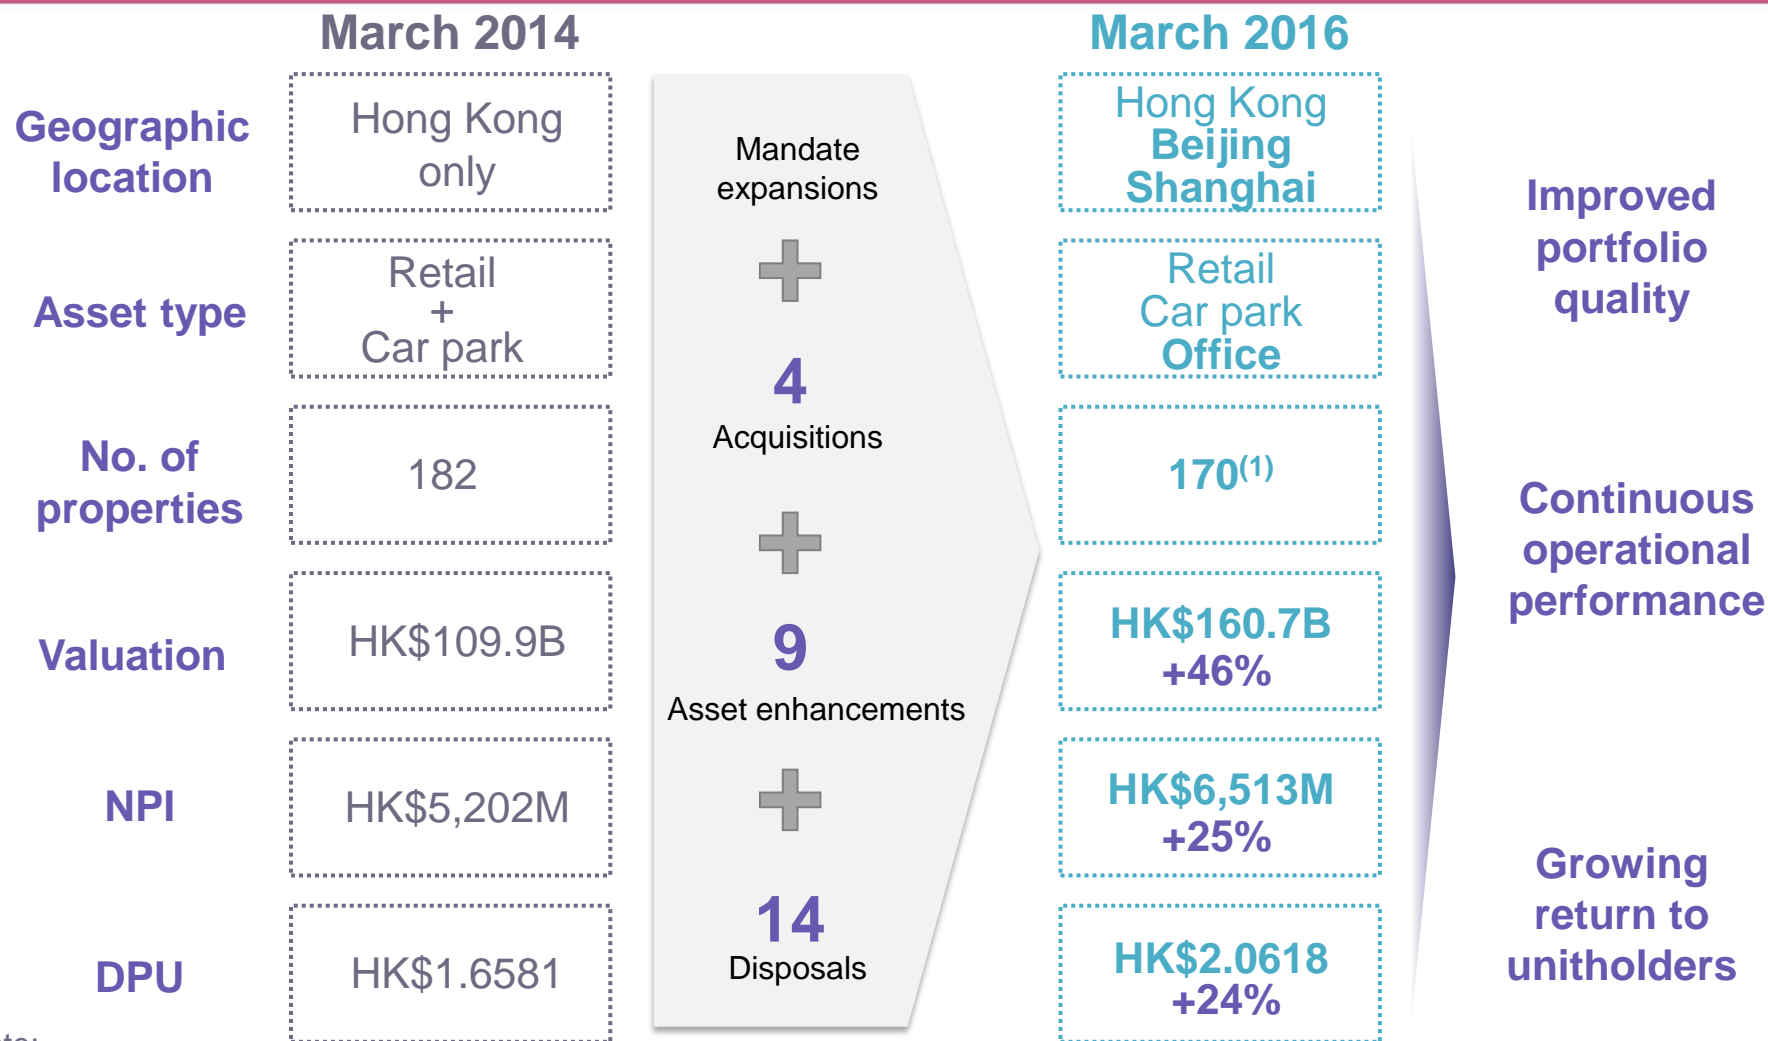 March 2014
March 2016
Geographic
location
Hong Kong
only
Mandate
expansions
Hong Kong
Beijing
Shanghai
Asset type
Retail
+
Car park
4
Acquisitions
Retail
Car park
Office
No. of
properties
182
170(1)
Valuation
HK$109.9B
9
Asset enhancements
HK$160.7B
+46%
NPI
HK$5,202M
HK$6,513M
+25%
DPU
HK$1.6581
14
Disposals
HK$2.0618
+24%
Improved
portfolio
quality
Continuous
operational
performance
Growing
return to
unitholders